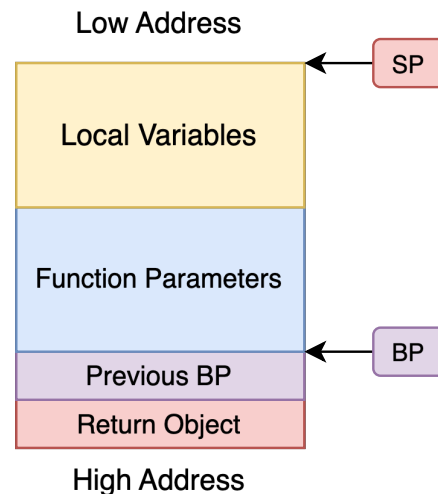 Low Address
SP
Local Variables
Function Parameters
BP
Previous BP
Return Object
High Address